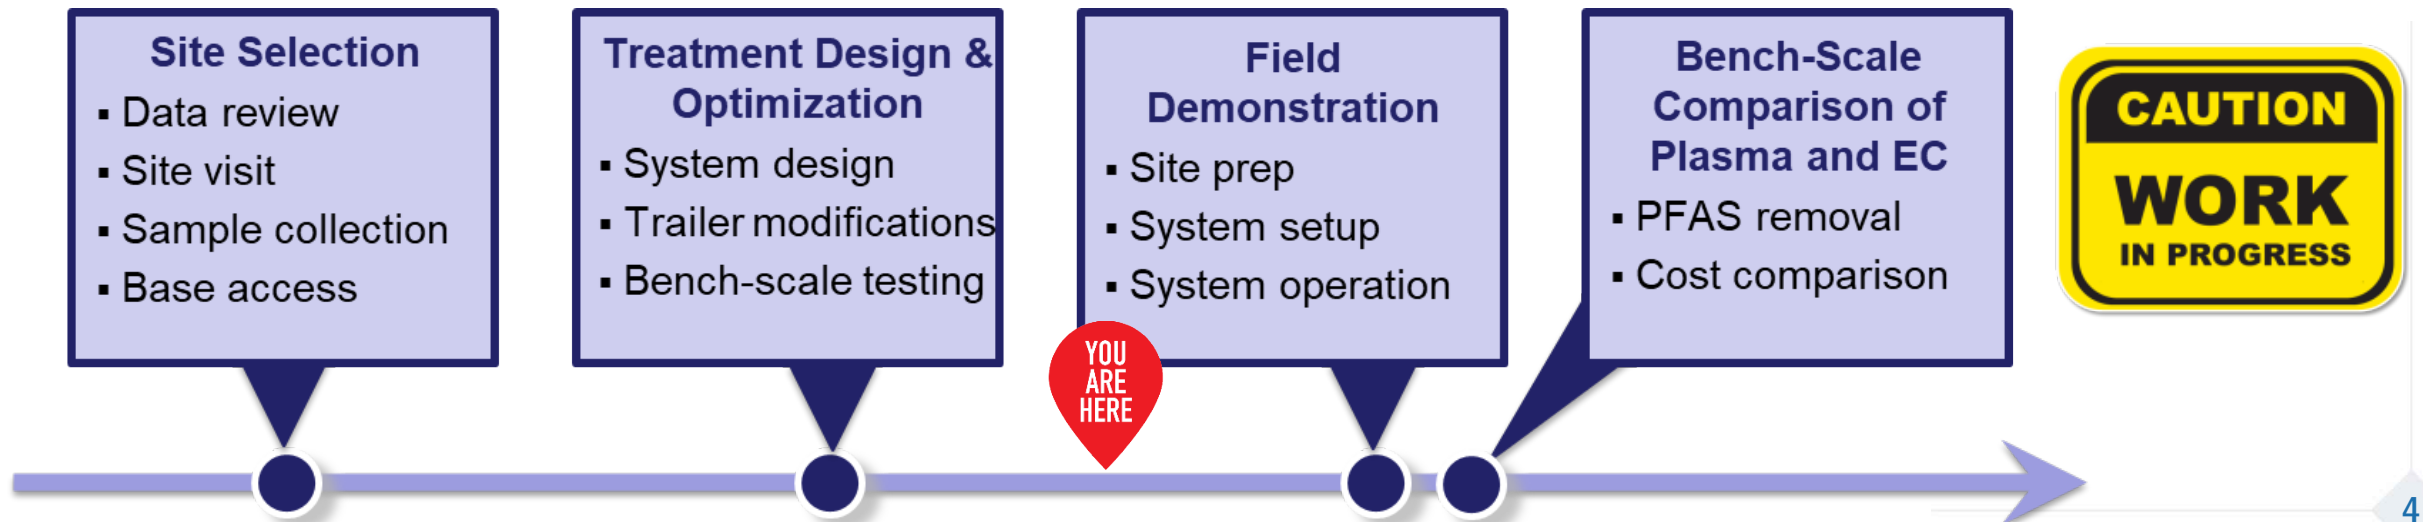 Site Selection
▪ Data review
▪ Site visit
▪ Sample collection
▪ Base access
Treatment Design &
Optimization
▪ System design
▪ Trailer modifications
▪ Bench-scale testing
Field
Demonstration
▪ Site prep
▪ System setup
▪ System operation
Bench-Scale
Comparison of
Plasma and EC
▪ PFAS removal
▪ Cost comparison
CAUTION
WORK
IN PROGRESS
YOU
ARE
HERE
4